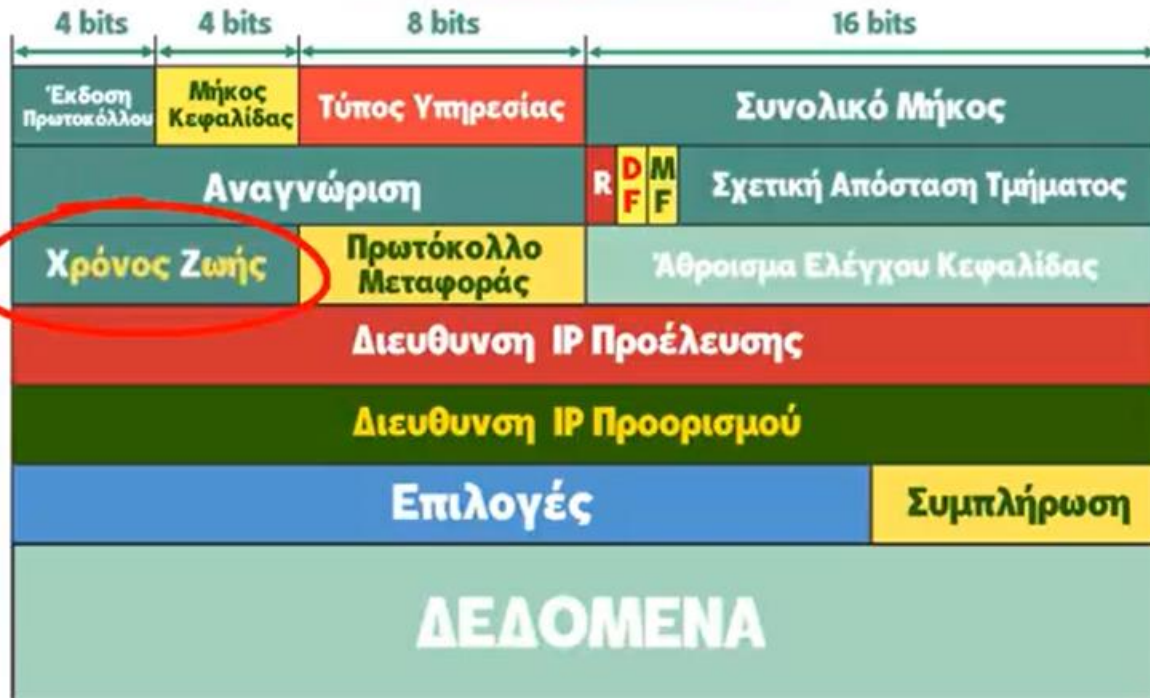 4 bits 4 bits 8 bits 16 bits
Έκδοση
Πρωτοκόλλου
Μήκος
Κεφαλίδας
Τύπος Υπηρεσίας
Συνολικό Μήκος
Αναγνώριση
R
D
F
M
F
Σχετική Απόσταση Τμήματος
Χρόνος Ζωής
Πρωτόκολλο
Μεταφοράς
Άθροισμα Ελέγχου Κεφαλίδας
Διευθυνση IP Προέλευσης
Διευθυνση IP Προορισμού
Επιλογές
Συμπλήρωση
ΔΕΔΟΜΕΝΑ